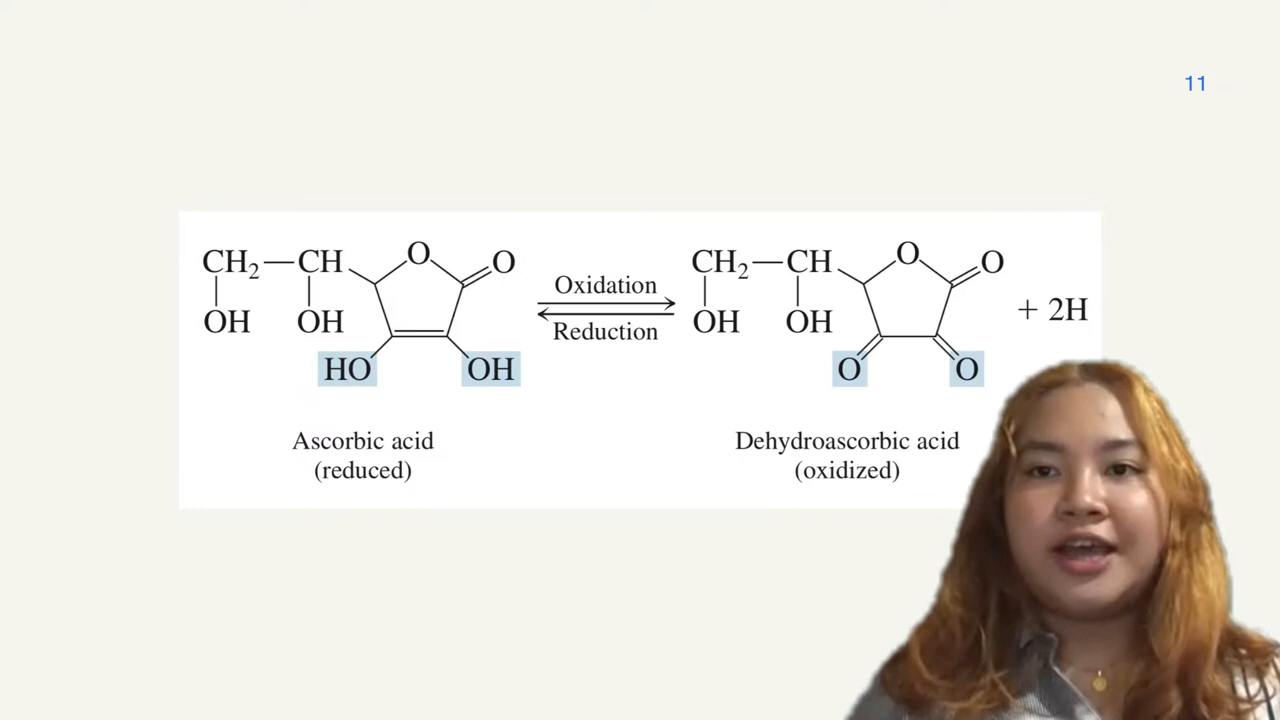 11
CH₂—CH O O
OH OH
HO OH
Oxidation
Reduction
CH₂—CH O O
OH OH
O O
+ 2H
Ascorbic acid
(reduced)
Dehydroascorbic acid
(oxidized)